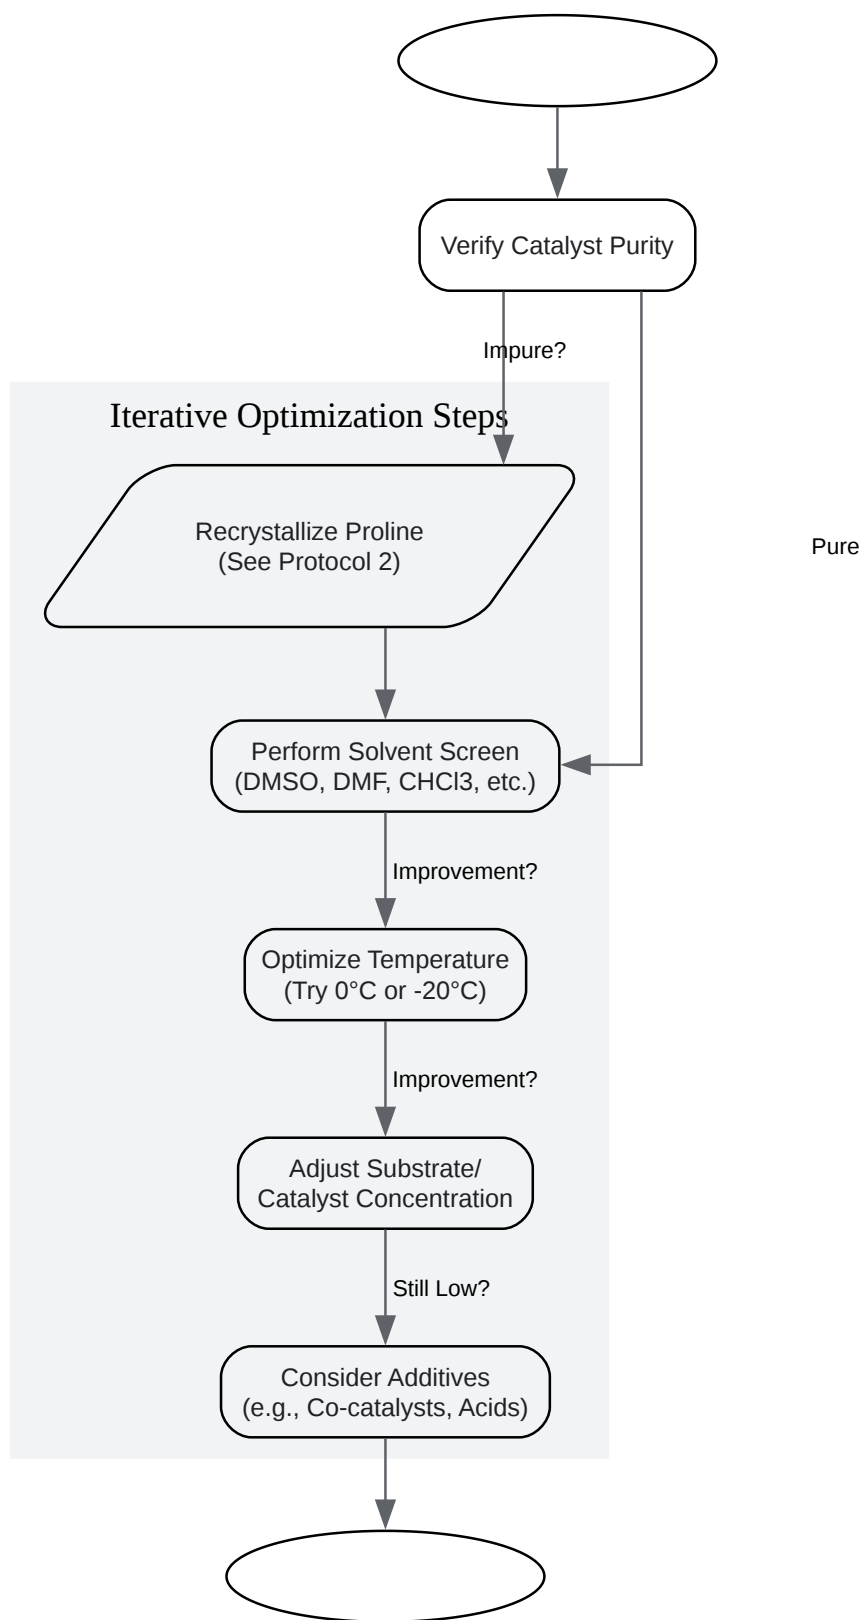 Verify Catalyst Purity
Impure?
Iterative Optimization Steps
Recrystallize Proline
(See Protocol 2)
Pure
Perform Solvent Screen
(DMSO, DMF, CHCl3, etc.)
Improvement?
Optimize Temperature
(Try 0°C or -20°C)
Improvement?
Adjust Substrate/
Catalyst Concentration
Still Low?
Consider Additives
(e.g., Co-catalysts, Acids)